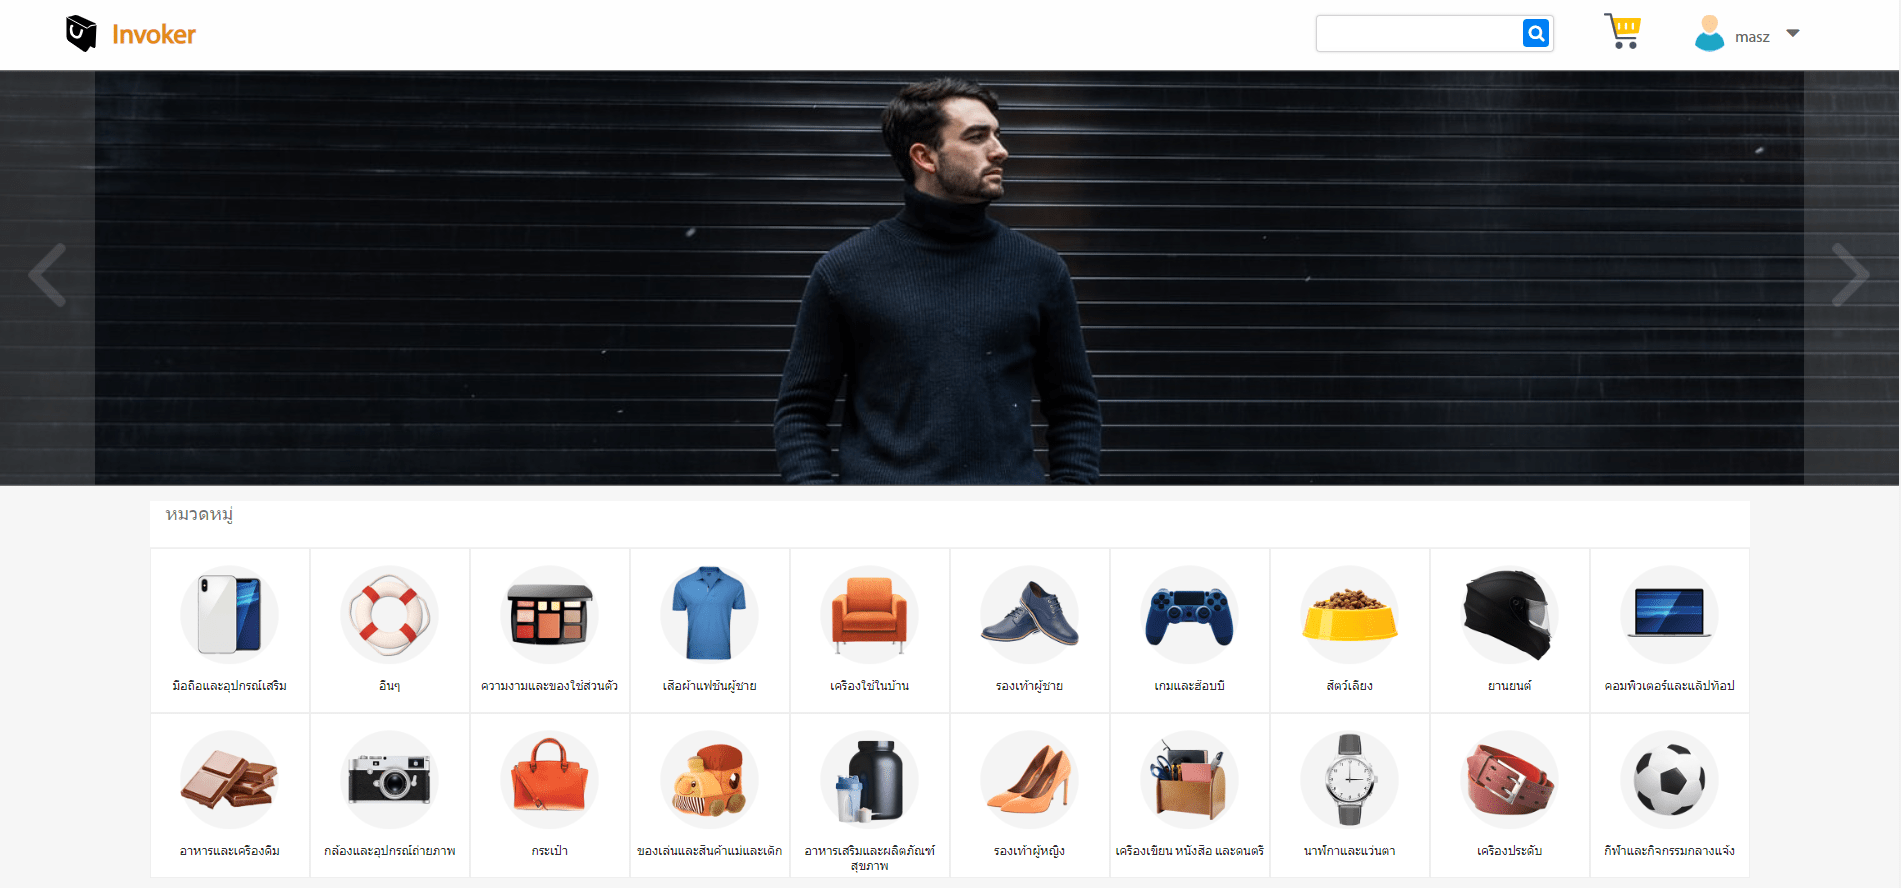 Invoker
masz
หมวดหมู่
มือถือและอุปกรณ์เสริม
อื่นๆ
ความงามและของใช้ส่วนตัว
เสื้อผ้าแฟชั่นผู้ชาย
เครื่องใช้ในบ้าน
รองเท้าผู้ชาย
เกมและฮ๊อบบี้
สัตว์เลี้ยง
ยานยนต์
คอมพิวเตอร์และแล็ปท้อป
อาหารและเครื่องดื่ม
กล้องและอุปกรณ์ถ่ายภาพ
กระเป๋า
ของเล่นและสินค้าแม่และเด็ก
อาหารเสริมและผลิตภัณฑ์
สุขภาพ
รองเท้าผู้หญิง
เครื่องเขียน หนังสือ และดนตรี
นาฬิกาและแว่นตา
เครื่องประดับ
กีฬาและกิจกรรมกลางแจ้ง